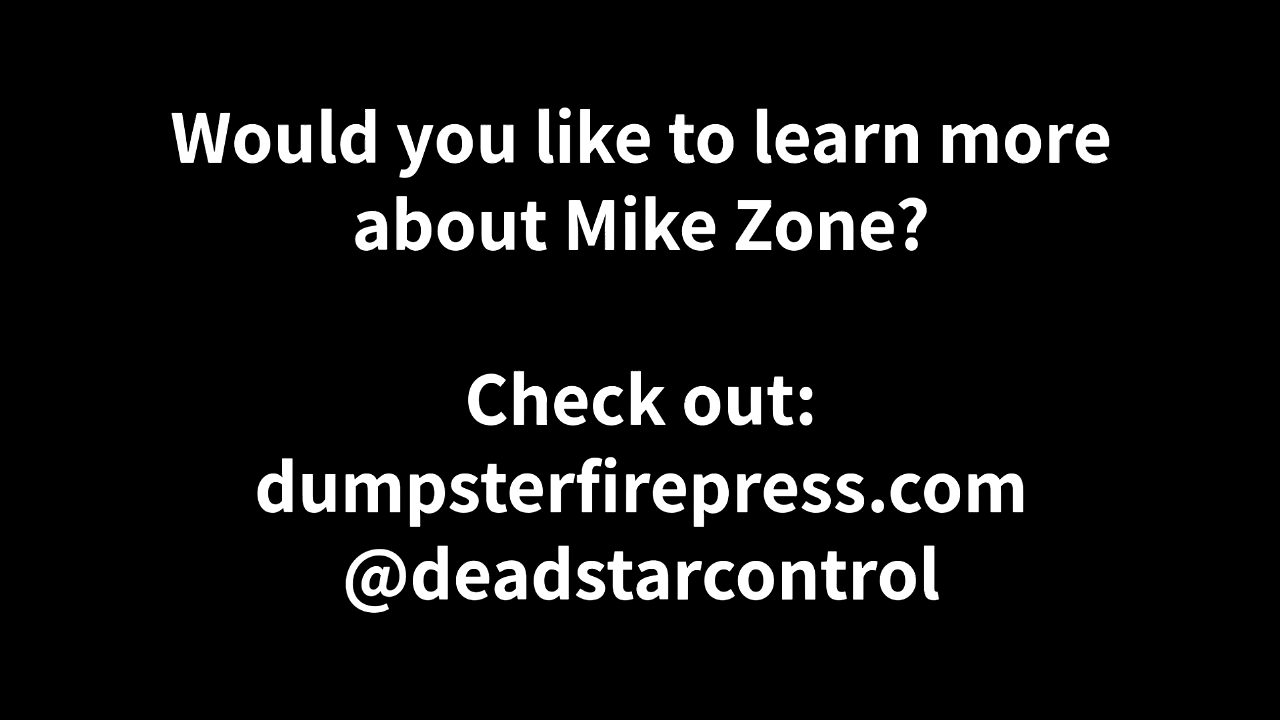 Would you like to learn more
about Mike Zone?
Check out:
dumpsterfirepress.com
@deadstarcontrol